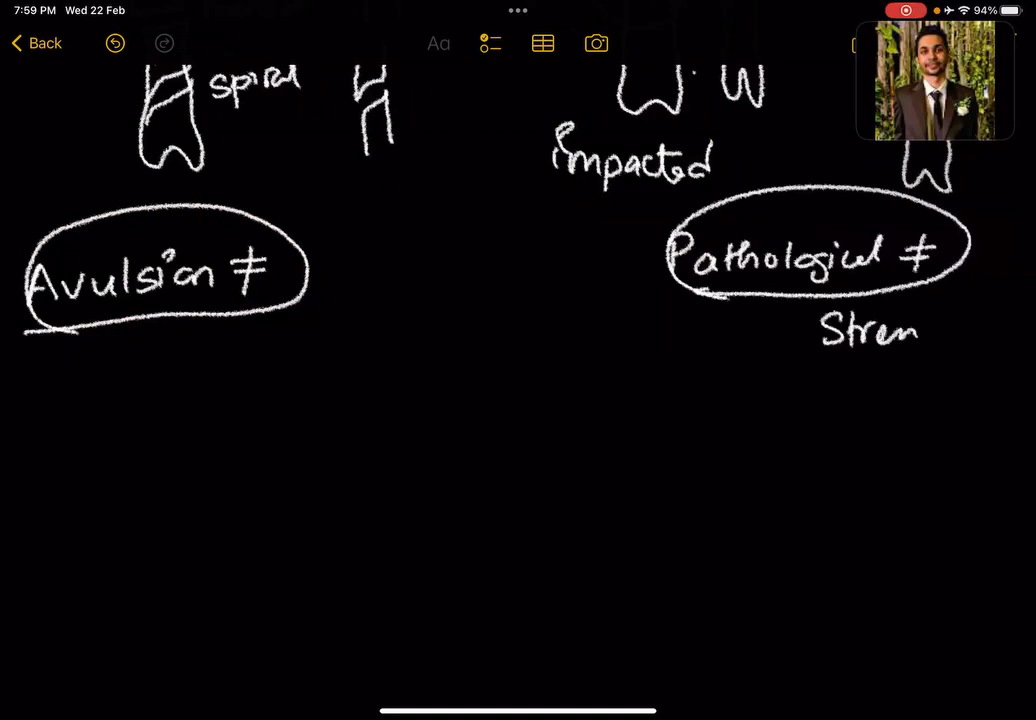 7:59 PM Wed 22 Feb
94%
Back
Aa
spiral
impacted
Avulsion ≠
Pathological ≠
Stren